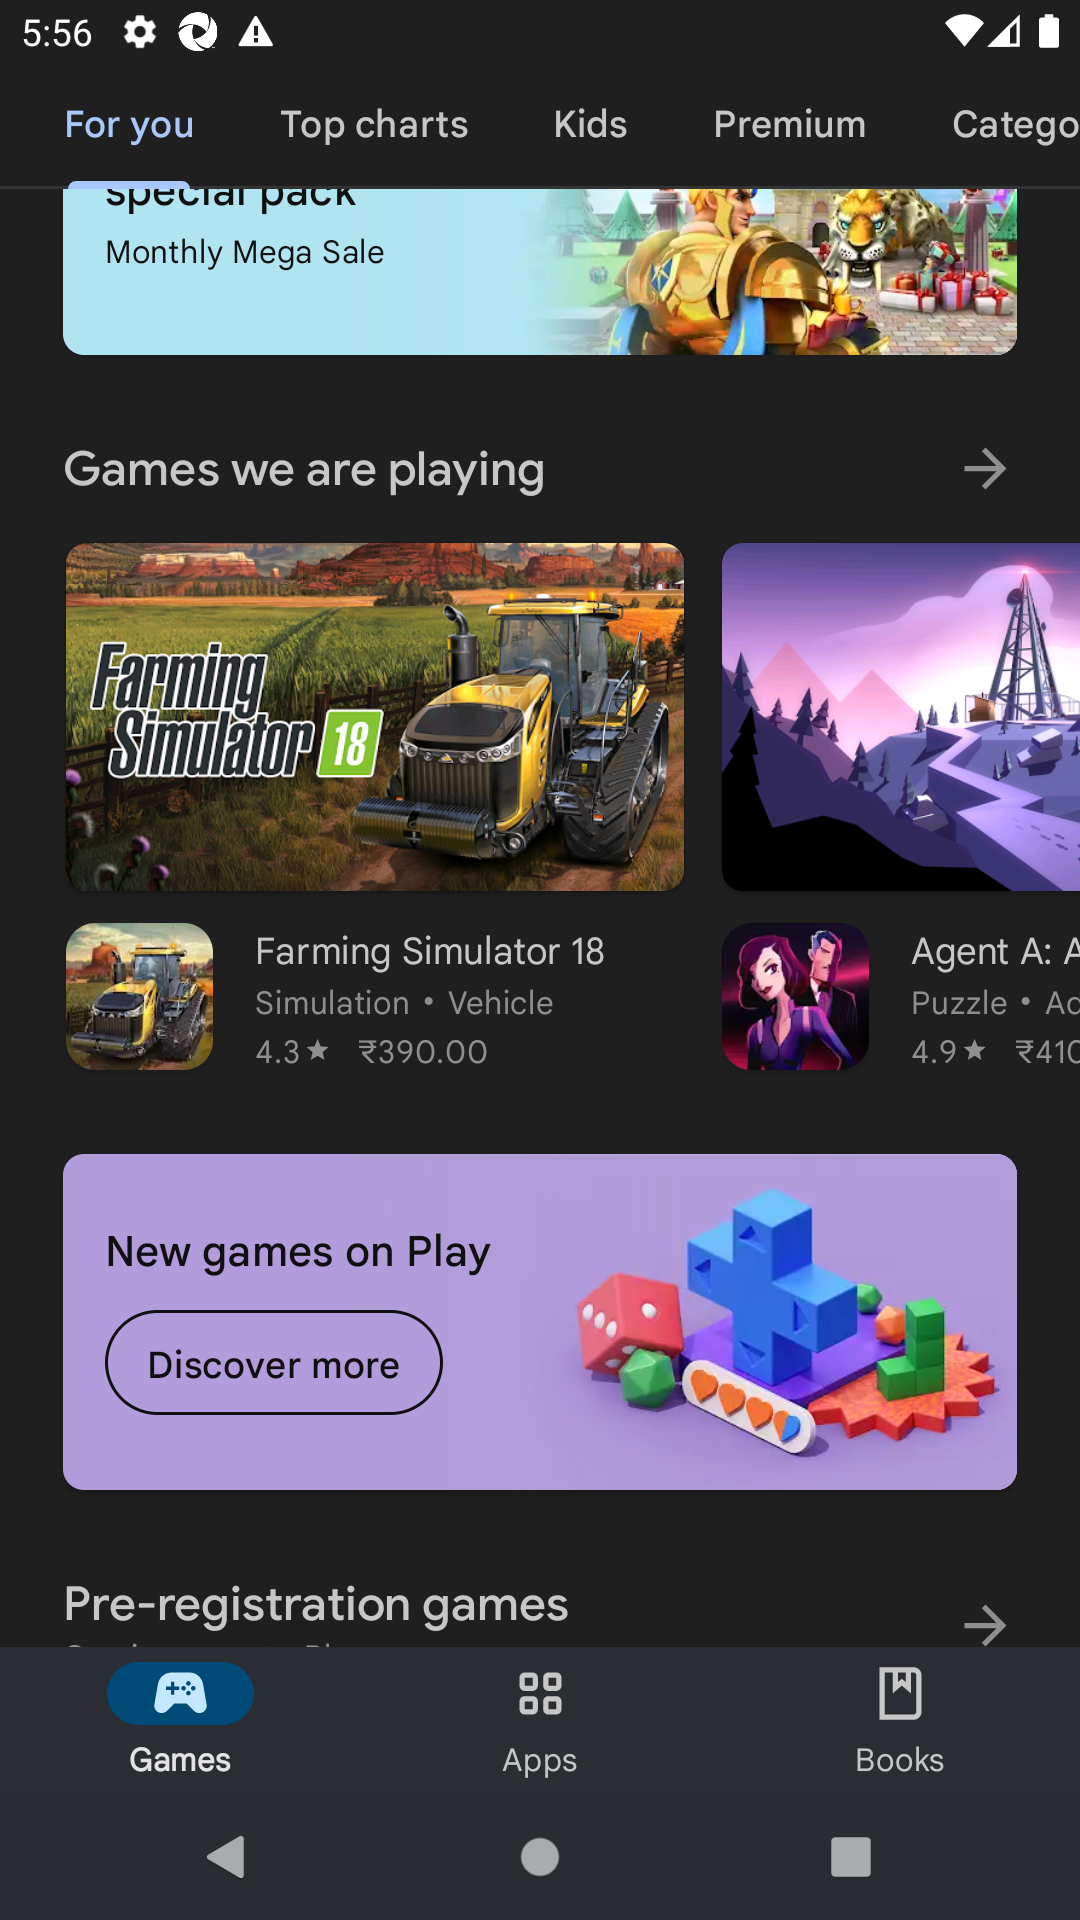 5:56
For you
Top charts
Kids
Premium
Catego
special pack
Monthly Mega Sale
Games we are playing
Farming
Simulator 18
Farming Simulator 18
Simulation • Vehicle
4.3★ ₹390.00
Agent A: A
Puzzle •
4.9★ ₹410
New games on Play
Discover more
Pre-registration games
Games
Apps
Books